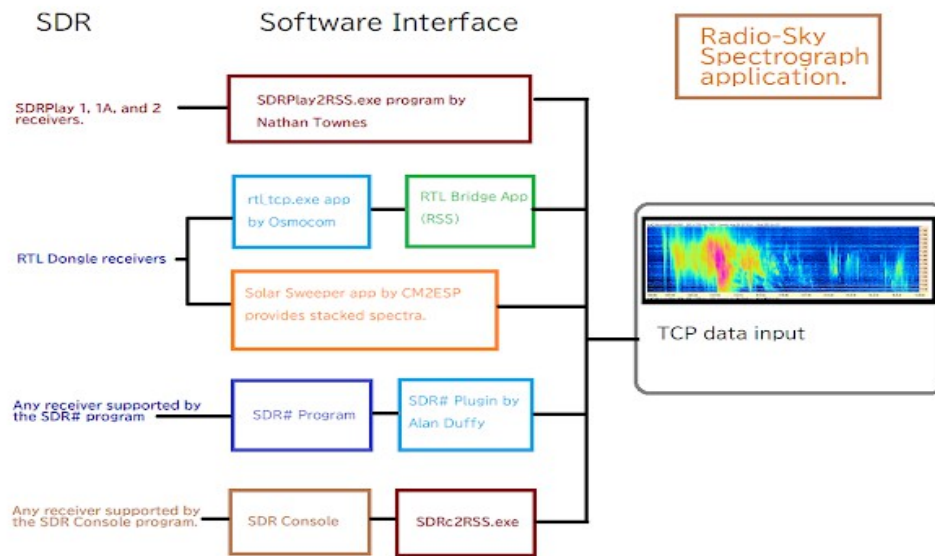 SDR
Software Interface
Radio-Sky
Spectrograph
application.
SDRPlay 1, 1A, and 2
receivers.
SDRPlay2RSS.exe program by
Nathan Townes
rtl_tcp.exe app
by Osmocom
RTL Bridge App
(RSS)
RTL Dongle receivers
Solar Sweeper app by CM2ESP
provides stacked spectra.
TCP data input
Any receiver supported by
the SDR# program
SDR# Program
SDR# Plugin by
Alan Duffy
Any receiver supported by
the SDR Console program.
SDR Console
SDRc2RSS.exe